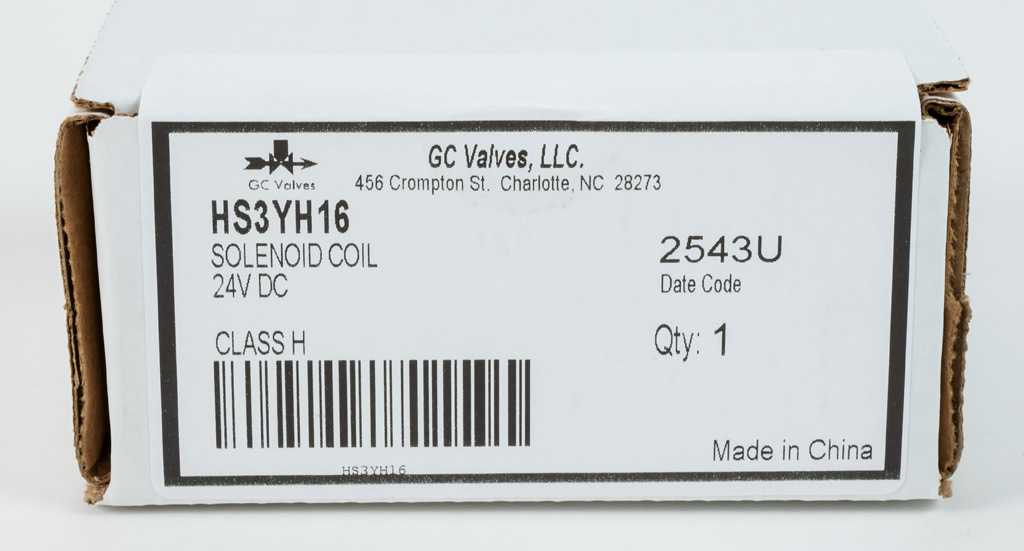 GC Valves, LLC.
GC Valves
456 Crompton St. Charlotte, NC 28273
HS3YH16
SOLENOID COIL
24V DC
2543U
Date Code
CLASS H
Qty: 1
HS3YH16
Made in China